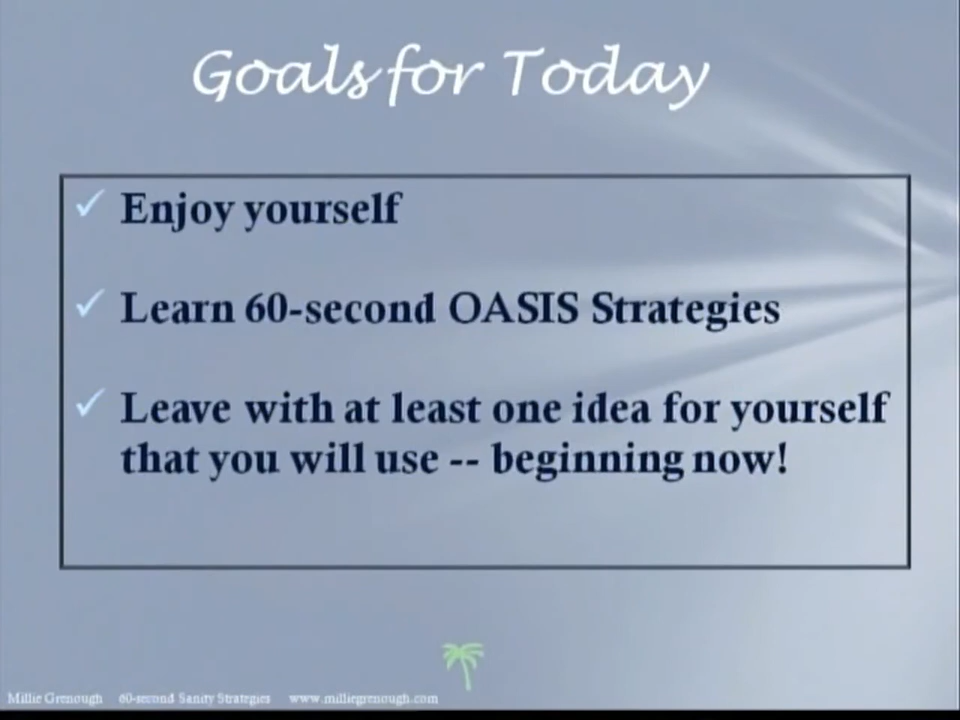 Goals for Today
Enjoy yourself
Learn 60-second OASIS Strategies
Leave with at least one idea for yourself
that you will use -- beginning now!
Millie Grenough 60-second Sanity Strategies www.milliegrenough.com